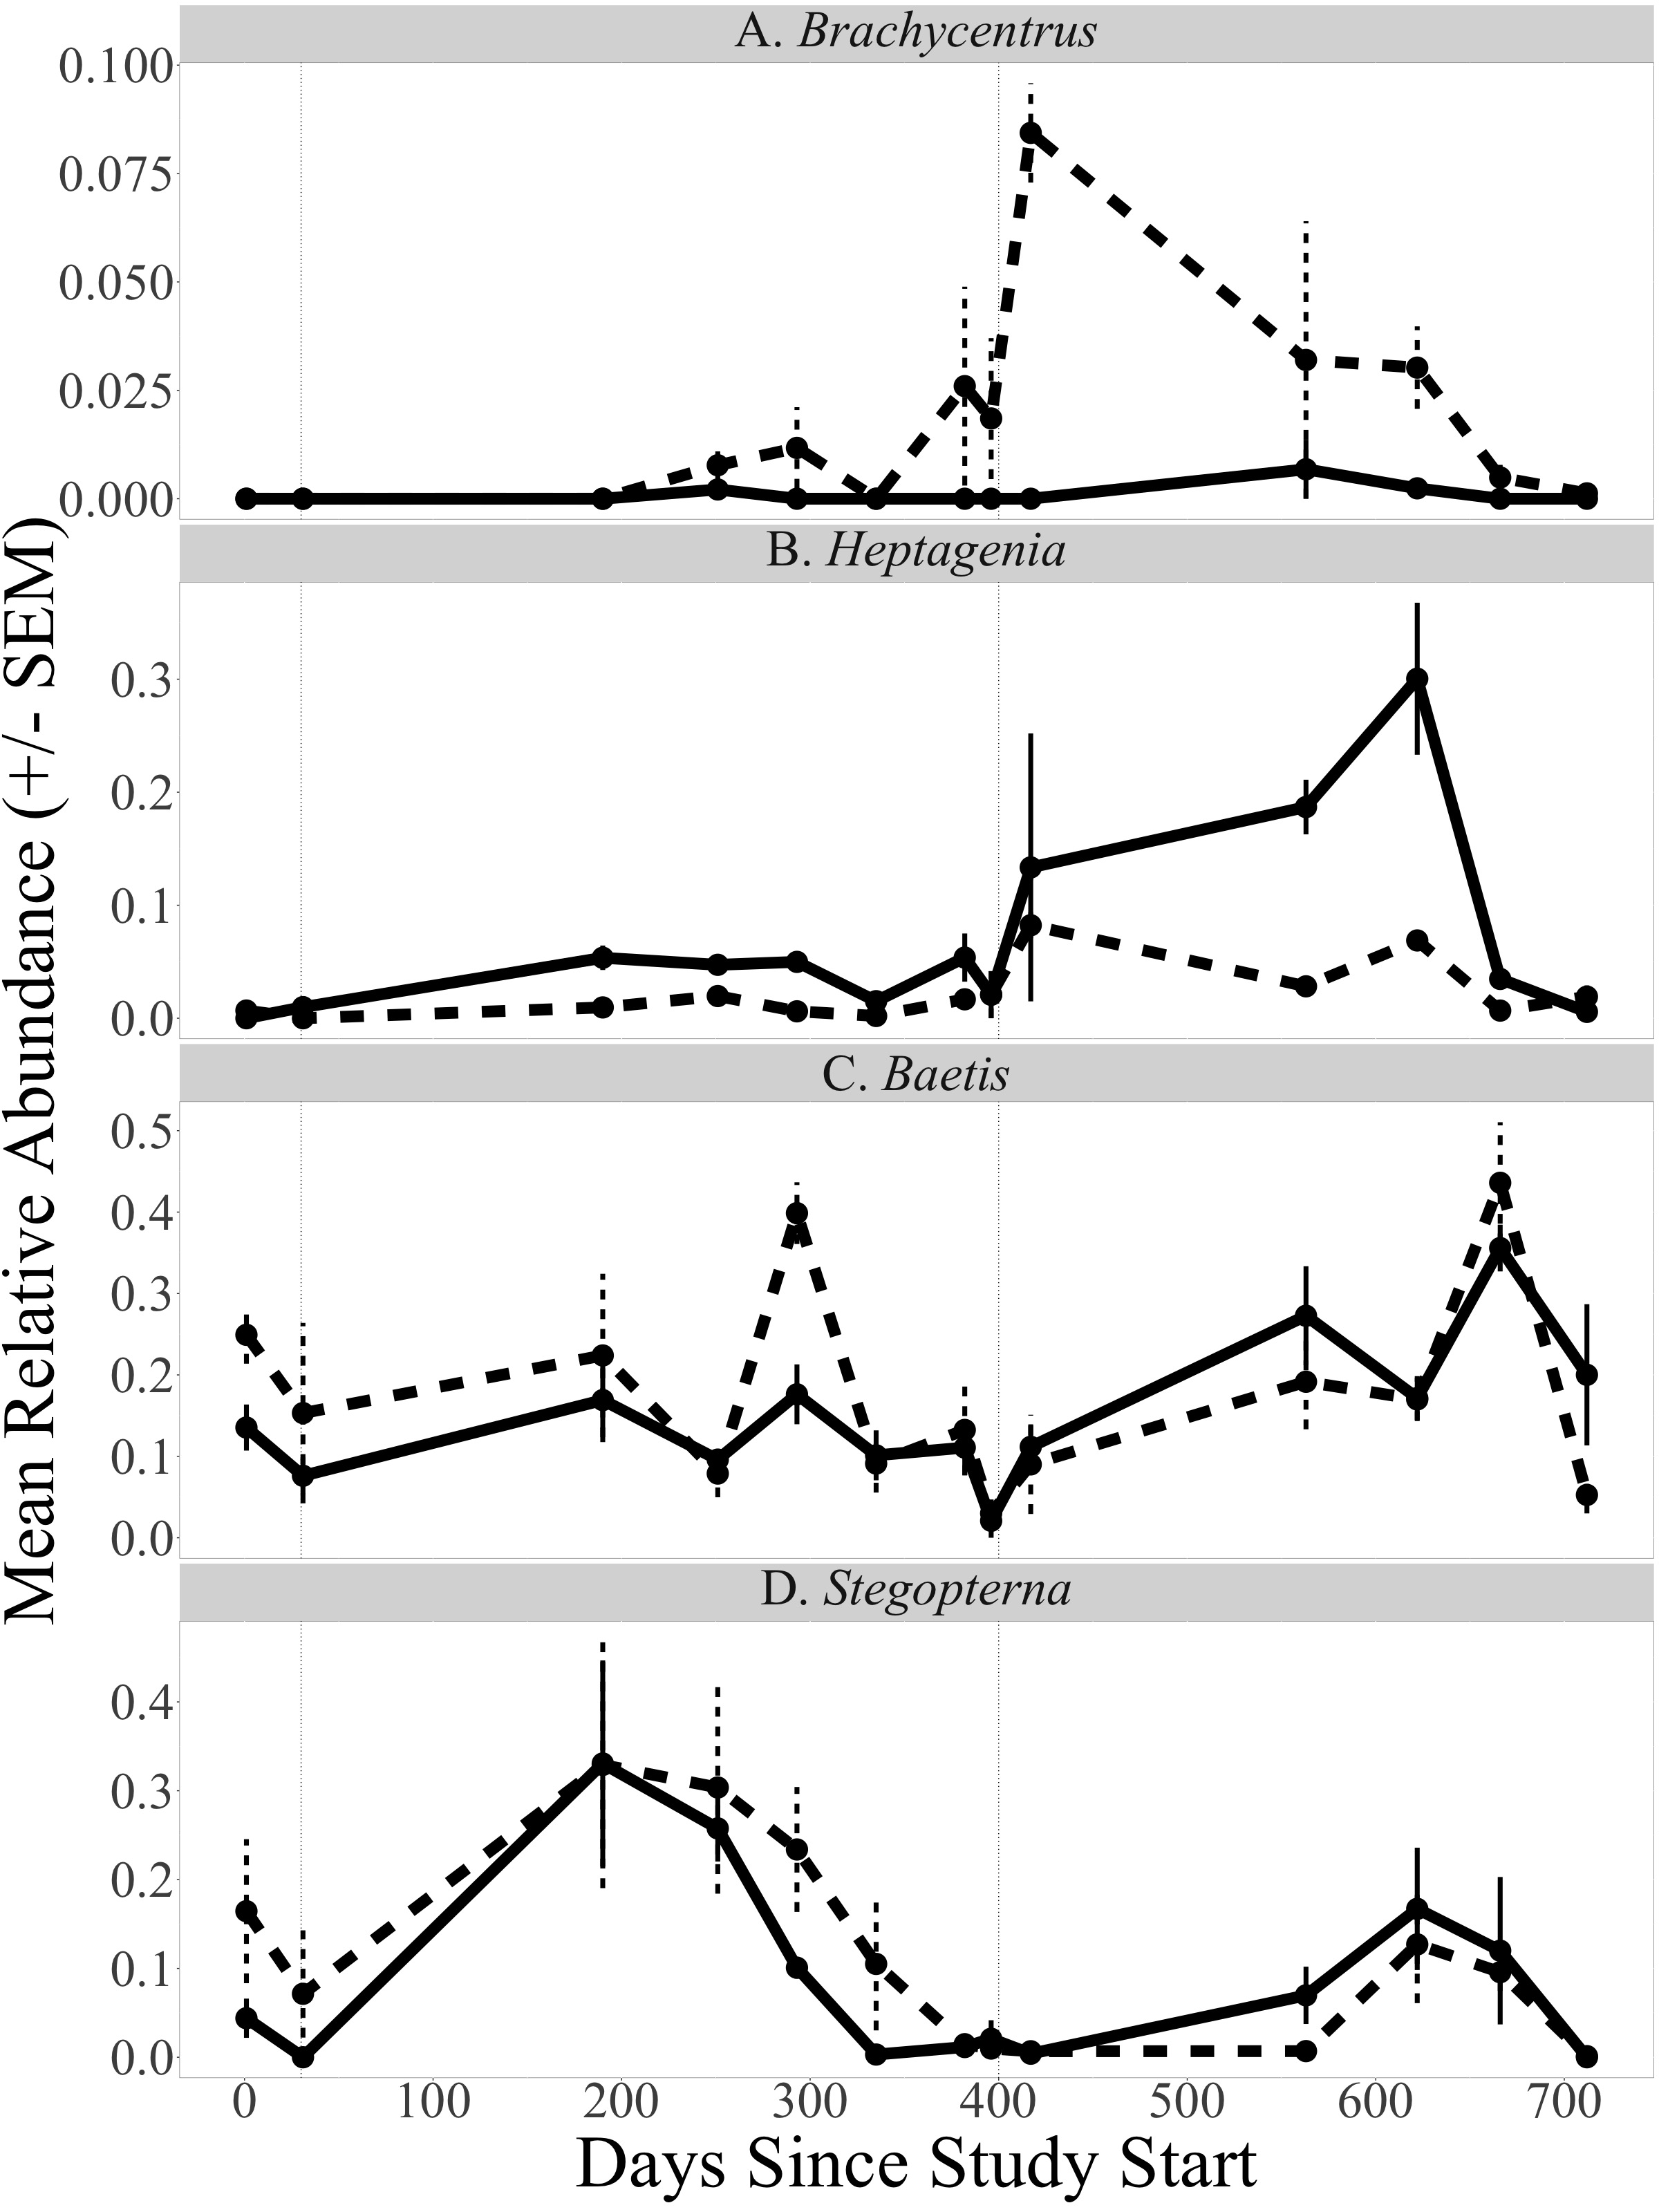 A. Brachycentrus
0.100
0.075
0.050
0.025
0.000
B. Heptagenia
0.3
0.2
0.1
0.0
C. Baetis
0.5
0.4
0.3
0.2
0.1
0.0
D. Stegopterna
0.4
0.3
0.2
0.1
0.0
0 100 200 300 400 500 600 700
Days Since Study Start
Mean Relative Abundance (+/- SEM)